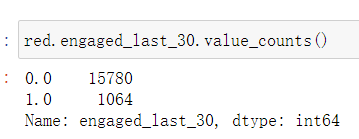 : red.engaged_last_30.value_counts()
: 0.0    15780
1.0     1064
Name: engaged_last_30, dtype: int64